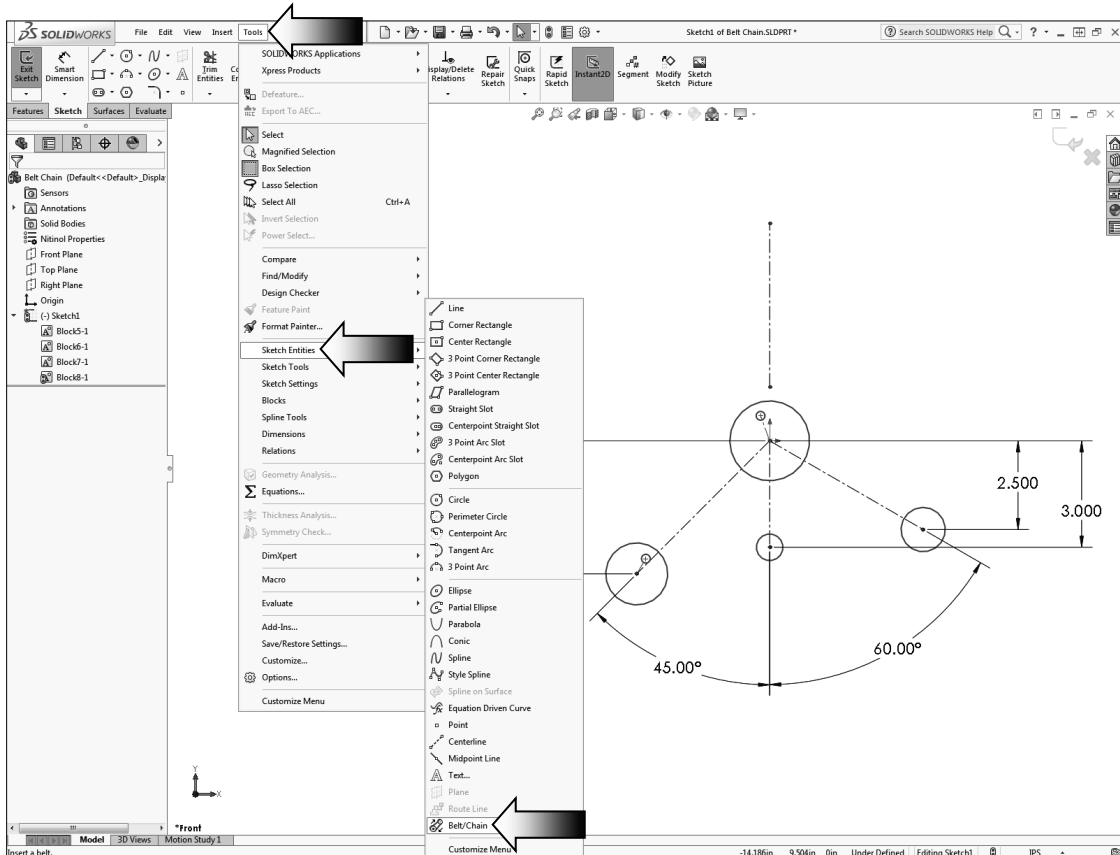 SOLIDWORKS File Edit View Insert Tools
Sketch1 of Belt Chain.SLDPRT *
Search SOLIDWORKS Help
Exit Sketch
Smart Dimension
Trim Entities
Display/Delete Relations
Repair Sketch
Quick Snaps
Rapid Sketch
Instant2D
Segment
Modify Sketch
Sketch Picture
Features Sketch Surfaces Evaluate
Belt Chain (Default<<Default>_Displa
Sensors
Annotations
Solid Bodies
Nitinol Properties
Front Plane
Top Plane
Right Plane
Origin
(-) Sketch1
Block5-1
Block6-1
Block7-1
Block8-1
SOLIDWORKS Applications
Xpress Products
Defeature...
Export To AEC...
Select
Magnified Selection
Box Selection
Lasso Selection
Select All Ctrl+A
Invert Selection
Power Select...
Compare
Find/Modify
Design Checker
Feature Paint
Format Painter...
Sketch Entities
Sketch Tools
Sketch Settings
Blocks
Spline Tools
Dimensions
Relations
Geometry Analysis...
Equations...
Thickness Analysis...
Symmetry Check...
DimXpert
Macro
Evaluate
Add-Ins...
Save/Restore Settings...
Customize...
Options...
Customize Menu
Line
Corner Rectangle
Center Rectangle
3 Point Corner Rectangle
3 Point Center Rectangle
Parallelogram
Straight Slot
Centerpoint Straight Slot
3 Point Arc Slot
Centerpoint Arc Slot
Polygon
Circle
Perimeter Circle
Centerpoint Arc
Tangent Arc
3 Point Arc
Ellipse
Partial Ellipse
Parabola
Conic
Spline
Style Spline
Spline on Surface
Equation Driven Curve
Point
Centerline
Midpoint Line
Text...
Plane
Route Line
Belt/Chain
Customize Menu
2.500
3.000
45.00°
60.00°
Y
X
*Front
Model 3D Views Motion Study 1
Insert a belt.
-14.186in 9.504in 0in Under Defined Editing Sketch1 IPS